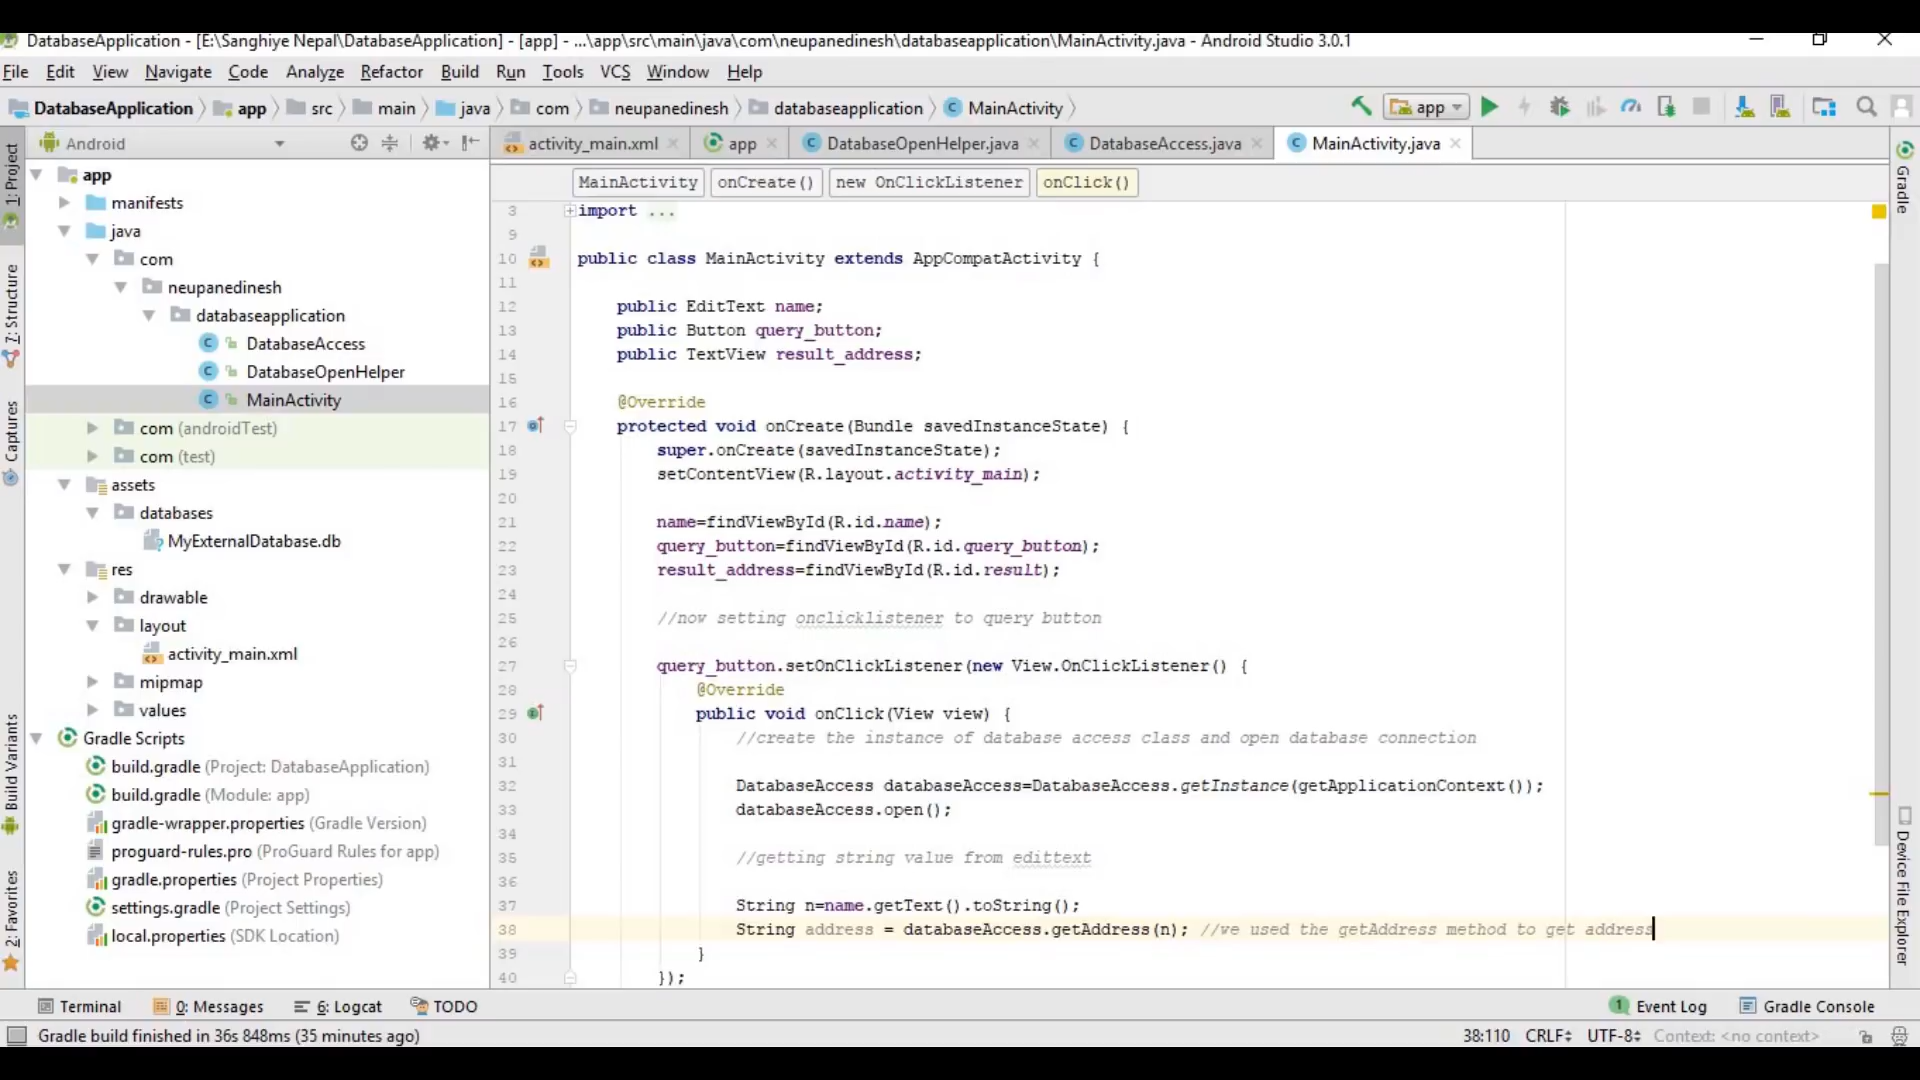 DatabaseApplication - [E:\Sanghiye Nepal\DatabaseApplication] - [app] - ...\app\src\main\java\com\neupanedinesh\databaseapplication\MainActivity.java - Android Studio 3.0.1
File Edit View Navigate Code Analyze Refactor Build Run Tools VCS Window Help
DatabaseApplication app src main java com neupanedinesh databaseapplication MainActivity app
Android
activity_main.xml app DatabaseOpenHelper.java DatabaseAccess.java MainActivity.java
MainActivity onCreate() new OnClickListener onClick()
1: Project
7: Structure
Captures
Build Variants
2: Favorites
app
manifests
java
com
neupanedinesh
databaseapplication
DatabaseAccess
DatabaseOpenHelper
MainActivity
com (androidTest)
com (test)
assets
databases
MyExternalDatabase.db
res
drawable
layout
activity_main.xml
mipmap
values
Gradle Scripts
build.gradle (Project: DatabaseApplication)
build.gradle (Module: app)
gradle-wrapper.properties (Gradle Version)
proguard-rules.pro (ProGuard Rules for app)
gradle.properties (Project Properties)
settings.gradle (Project Settings)
local.properties (SDK Location)
3 import ...
9
10 public class MainActivity extends AppCompatActivity {
11
12 public EditText name;
13 public Button query_button;
14 public TextView result_address;
15
16 @Override
17 protected void onCreate(Bundle savedInstanceState) {
18 super.onCreate(savedInstanceState);
19 setContentView(R.layout.activity_main);
20
21 name=findViewById(R.id.name);
22 query_button=findViewById(R.id.query_button);
23 result_address=findViewById(R.id.result);
24
25 //now setting onclicklistener to query button
26
27 query_button.setOnClickListener(new View.OnClickListener() {
28 @Override
29 public void onClick(View view) {
30 //create the instance of database access class and open database connection
31
32 DatabaseAccess databaseAccess=DatabaseAccess.getInstance(getApplicationContext());
33 databaseAccess.open();
34
35 //getting string value from edittext
36
37 String n=name.getText().toString();
38 String address = databaseAccess.getAddress(n); //we used the getAddress method to get address
39 }
40 });
Gradle
Device File Explorer
Terminal 0: Messages 6: Logcat TODO 1 Event Log Gradle Console
Gradle build finished in 36s 848ms (35 minutes ago) 38:110 CRLF UTF-8 Context: <no context>